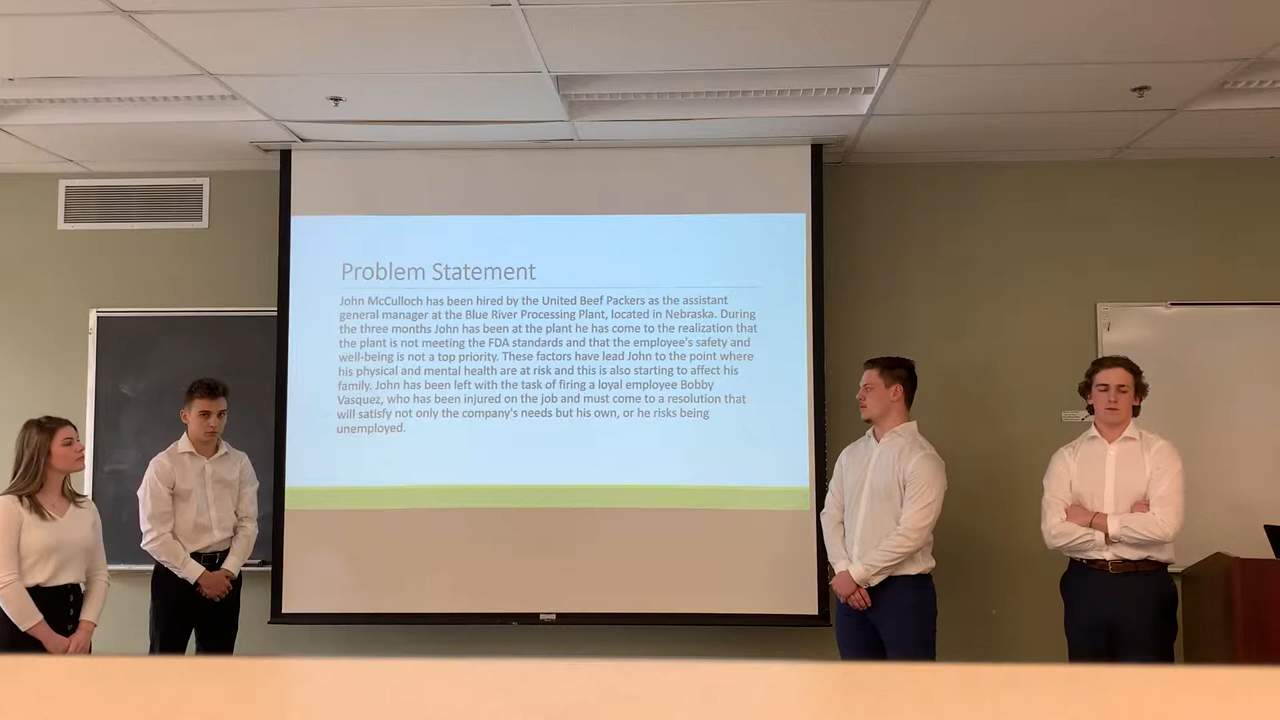 Problem Statement
John McCulloch has been hired by the United Beef Packers as the assistant
general manager at the Blue River Processing Plant, located in Nebraska. During
the three months John has been at the plant he has come to the realization that
the plant is not meeting the FDA standards and that the employee's safety and
well-being is not a top priority. These factors have lead John to the point where
his physical and mental health are at risk and this is also starting to affect his
family. John has been left with the task of firing a loyal employee Bobby
Vasquez, who has been injured on the job and must come to a resolution that
will satisfy not only the company's needs but his own, or he risks being
unemployed.